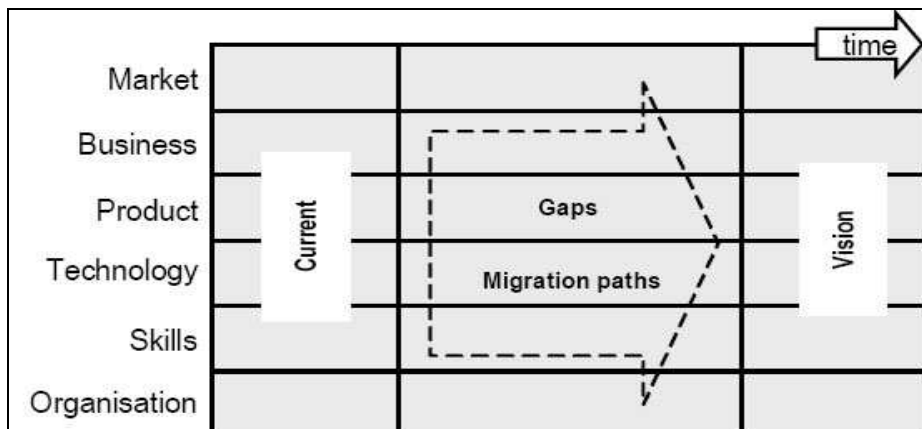 time
Market
Business
Product
Technology
Skills
Organisation
Current
Gaps
Migration paths
Vision